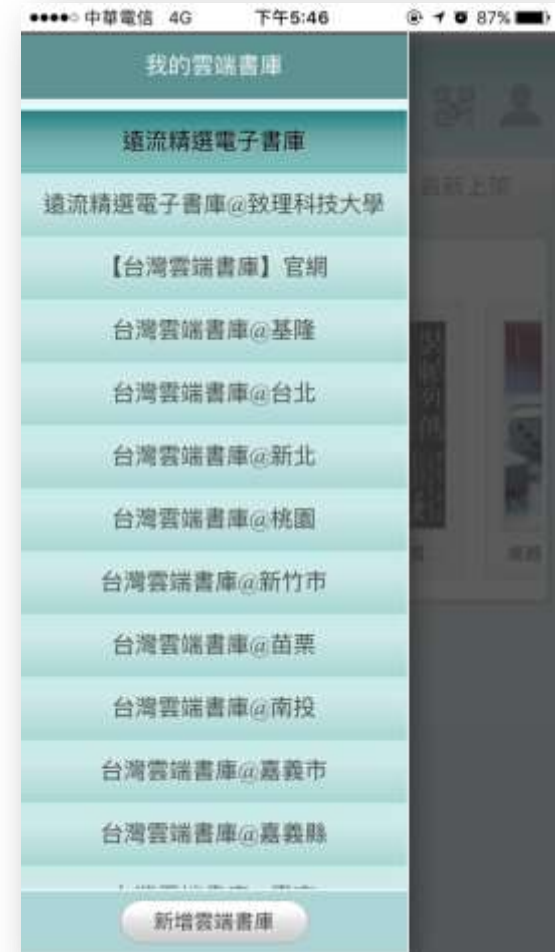 中華電信 4G 下午5:46 87%
我的雲端書庫
遠流精選電子書庫
遠流精選電子書庫@致理科技大學
【台灣雲端書庫】官網
台灣雲端書庫@基隆
台灣雲端書庫@台北
台灣雲端書庫@新北
台灣雲端書庫@桃園
台灣雲端書庫@新竹市
台灣雲端書庫@苗栗
台灣雲端書庫@南投
台灣雲端書庫@嘉義市
台灣雲端書庫@嘉義縣
新增雲端書庫